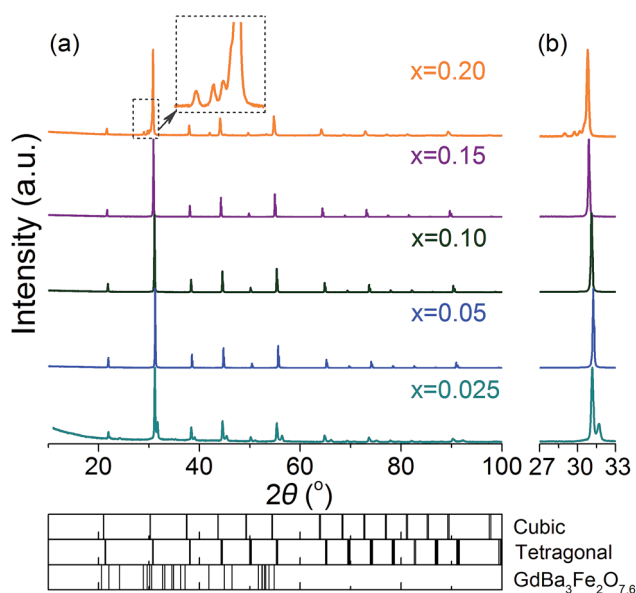 (a)
(b)
x=0.20
x=0.15
x=0.10
x=0.05
x=0.025
Intensity (a.u.)
20 40 60 80 100
27 30 33
2θ (°)
Cubic
Tetragonal
GdBa₃Fe₂O₇.₆